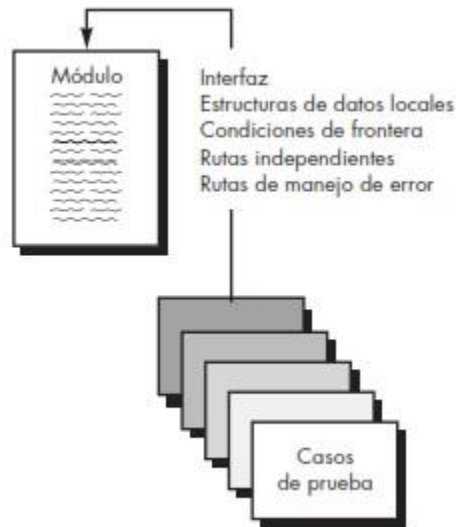 Módulo
Interfaz
Estructuras de datos locales
Condiciones de frontera
Rutas independientes
Rutas de manejo de error
Casos
de prueba